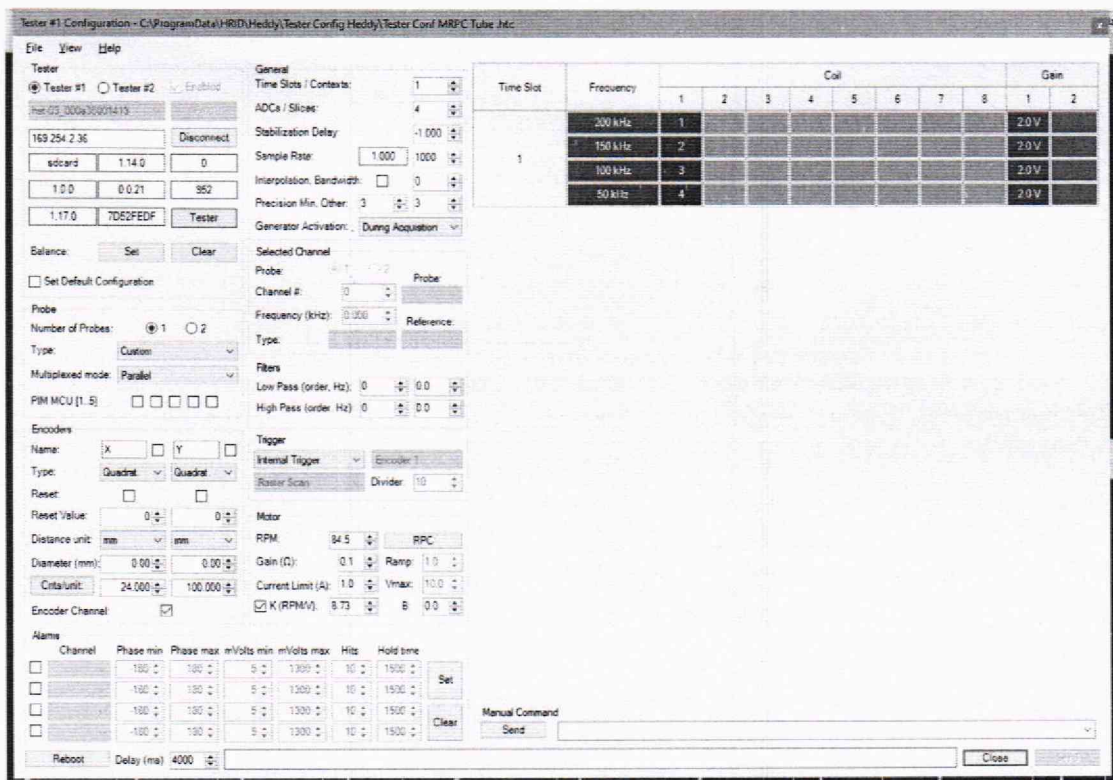 Tester #1 Configuration - C:\ProgramData\HRID\Heddy\Tester Config Heddy\Tester Conf MRPC Tube .htc
File View Help
Tester
Tester #1 Tester #2 Enabled
169.254.2.36 Disconnect
sdcard 1.14.0 0
1.0.0 0.0.21 952
1.17.0 7D52FEDF Tester
Balance: Set Clear
Set Default Configuration
Probe
Number of Probes: 1 2
Type: Custom
Multiplexed mode: Parallel
PIM MCU [1..5]
Encoders
Name: X Y
Type: Quadrat Quadrat
Reset:
Reset Value: 0 0
Distance unit: mm mm
Diameter (mm): 0.00 0.00
Cnts/unit: 24.000 100.000
Encoder Channel:
General
Time Slots / Contexts: 1
ADCs / Slices: 4
Stabilization Delay -1.000
Sample Rate: 1.000 1000
Interpolation, Bandwidth: 0
Precision Min. Other: 3 3
Generator Activation: During Acquisition
Selected Channel
Probe: 1 2 Probe:
Channel #: 0
Frequency (kHz): 0.000 Reference:
Type:
Filters
Low Pass (order, Hz): 0 0.0
High Pass (order, Hz) 0 0.0
Trigger
Internal Trigger Encoder 1
Raster Scan Divider 10
Motor
RPM: 84.5 RPC
Gain (Ω): 0.1 Ramp: 1.0
Current Limit (A): 1.0 Vmax: 10.0
K (RPM/V): 8.73 B: 0.0
Alarms
Channel Phase min Phase max mVolts min mVolts max Hits Hold time
-180 180 5 1300 10 1500
-180 180 5 1300 10 1500
-180 180 5 1300 10 1500
-180 180 5 1300 10 1500
Set
Clear
Reboot Delay (ms) 4000
Time Slot Frequency Coil Gain
1 2 3 4 5 6 7 8 1 2
1
200 kHz 1 2.0 V
150 kHz 2 2.0 V
100 kHz 3 2.0 V
50 kHz 4 2.0 V
Manual Command
Send
Close